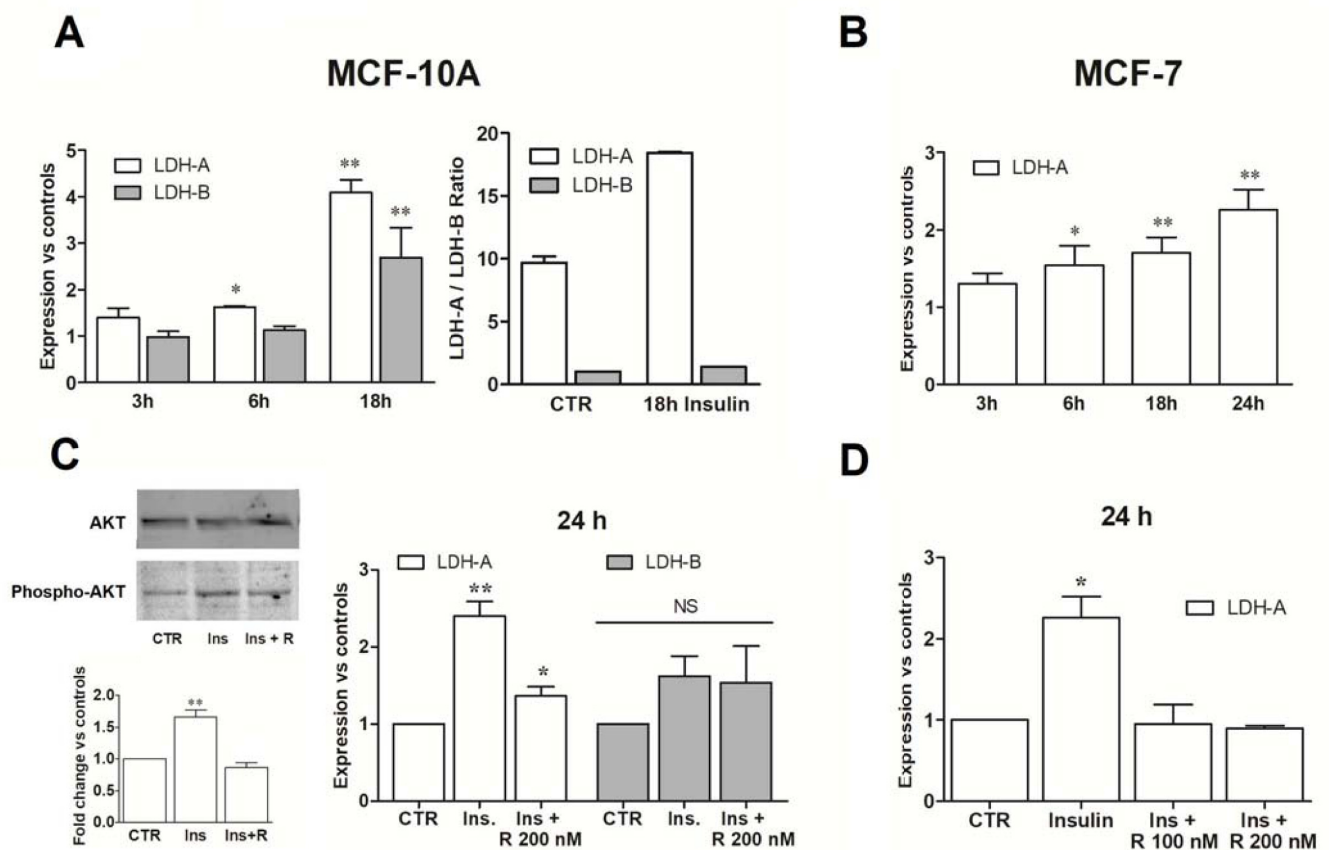 A
MCF-10A
Expression vs controls
5
4
3
2
1
0
LDH-A
LDH-B
*
**
**
3h 6h 18h
LDH-A / LDH-B Ratio
20
15
10
5
0
LDH-A
LDH-B
CTR 18h Insulin
B
MCF-7
Expression vs controls
3
2
1
0
LDH-A
*
**
**
3h 6h 18h 24h
C
AKT
Phospho-AKT
CTR Ins Ins + R
Fold change vs controls
2.0
1.5
1.0
0.5
0.0
**
CTR Ins Ins+R
24 h
Expression vs controls
3
2
1
0
LDH-A
LDH-B
**
*
NS
CTR Ins. Ins + CTR Ins. Ins +
R 200 nM R 200 nM
D
24 h
Expression vs controls
3
2
1
0
*
LDH-A
CTR Insulin Ins + Ins +
R 100 nM R 200 nM